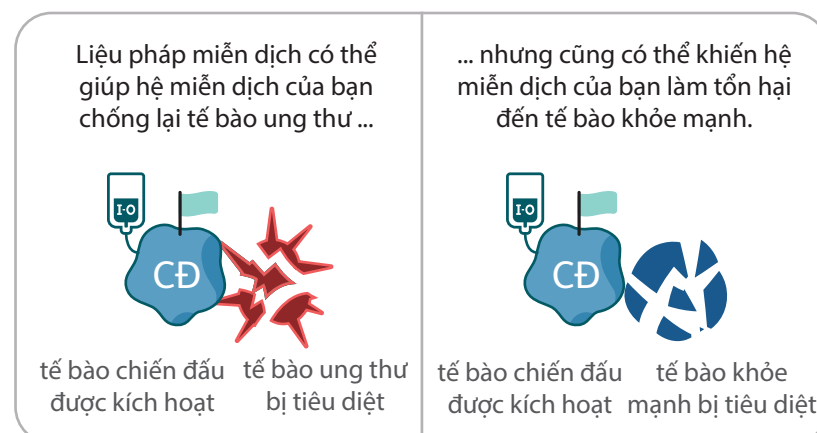 Liệu pháp miễn dịch có thể
giúp hệ miễn dịch của bạn
chống lại tế bào ung thư ...
I-O
CĐ
tế bào chiến đấu
được kích hoạt
tế bào ung thư
bị tiêu diệt
... nhưng cũng có thể khiến hệ
miễn dịch của bạn làm tổn hại
đến tế bào khỏe mạnh.
I-O
CĐ
tế bào chiến đấu
được kích hoạt
tế bào khỏe
mạnh bị tiêu diệt